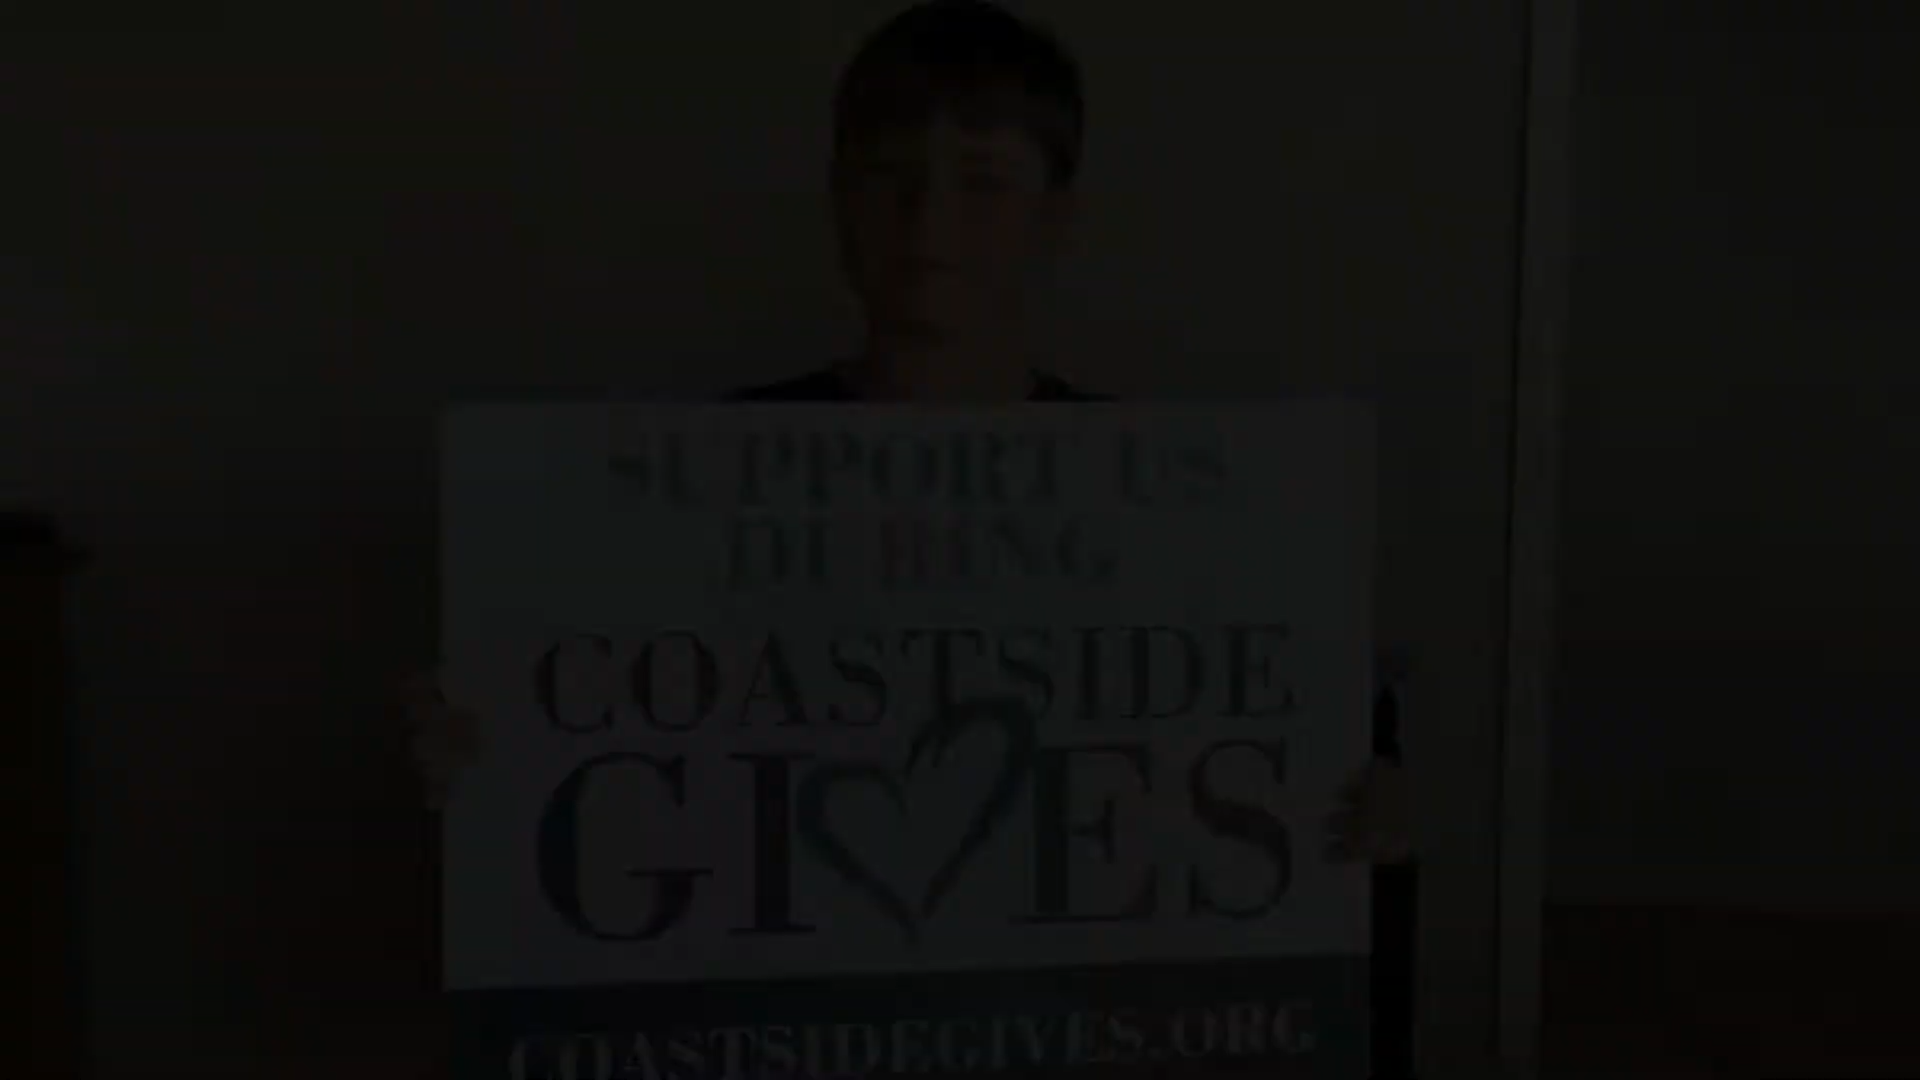 SUPPORT US
DURING
COASTSIDE
GIVES
COASTSIDEGIVES.ORG